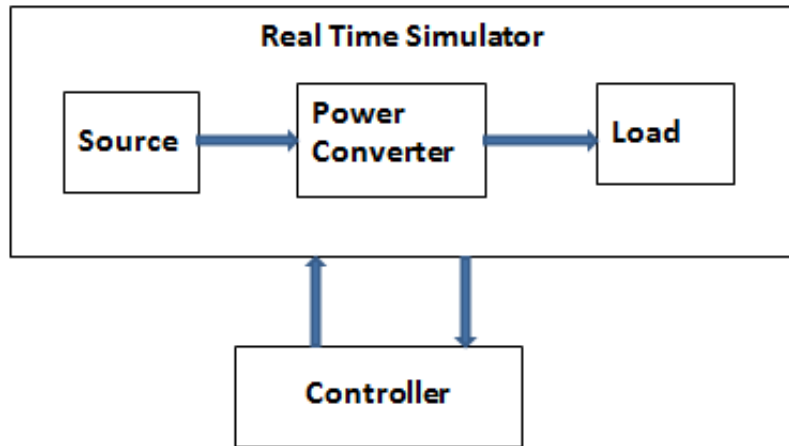 Real Time Simulator
Source
Power
Converter
Load
Controller